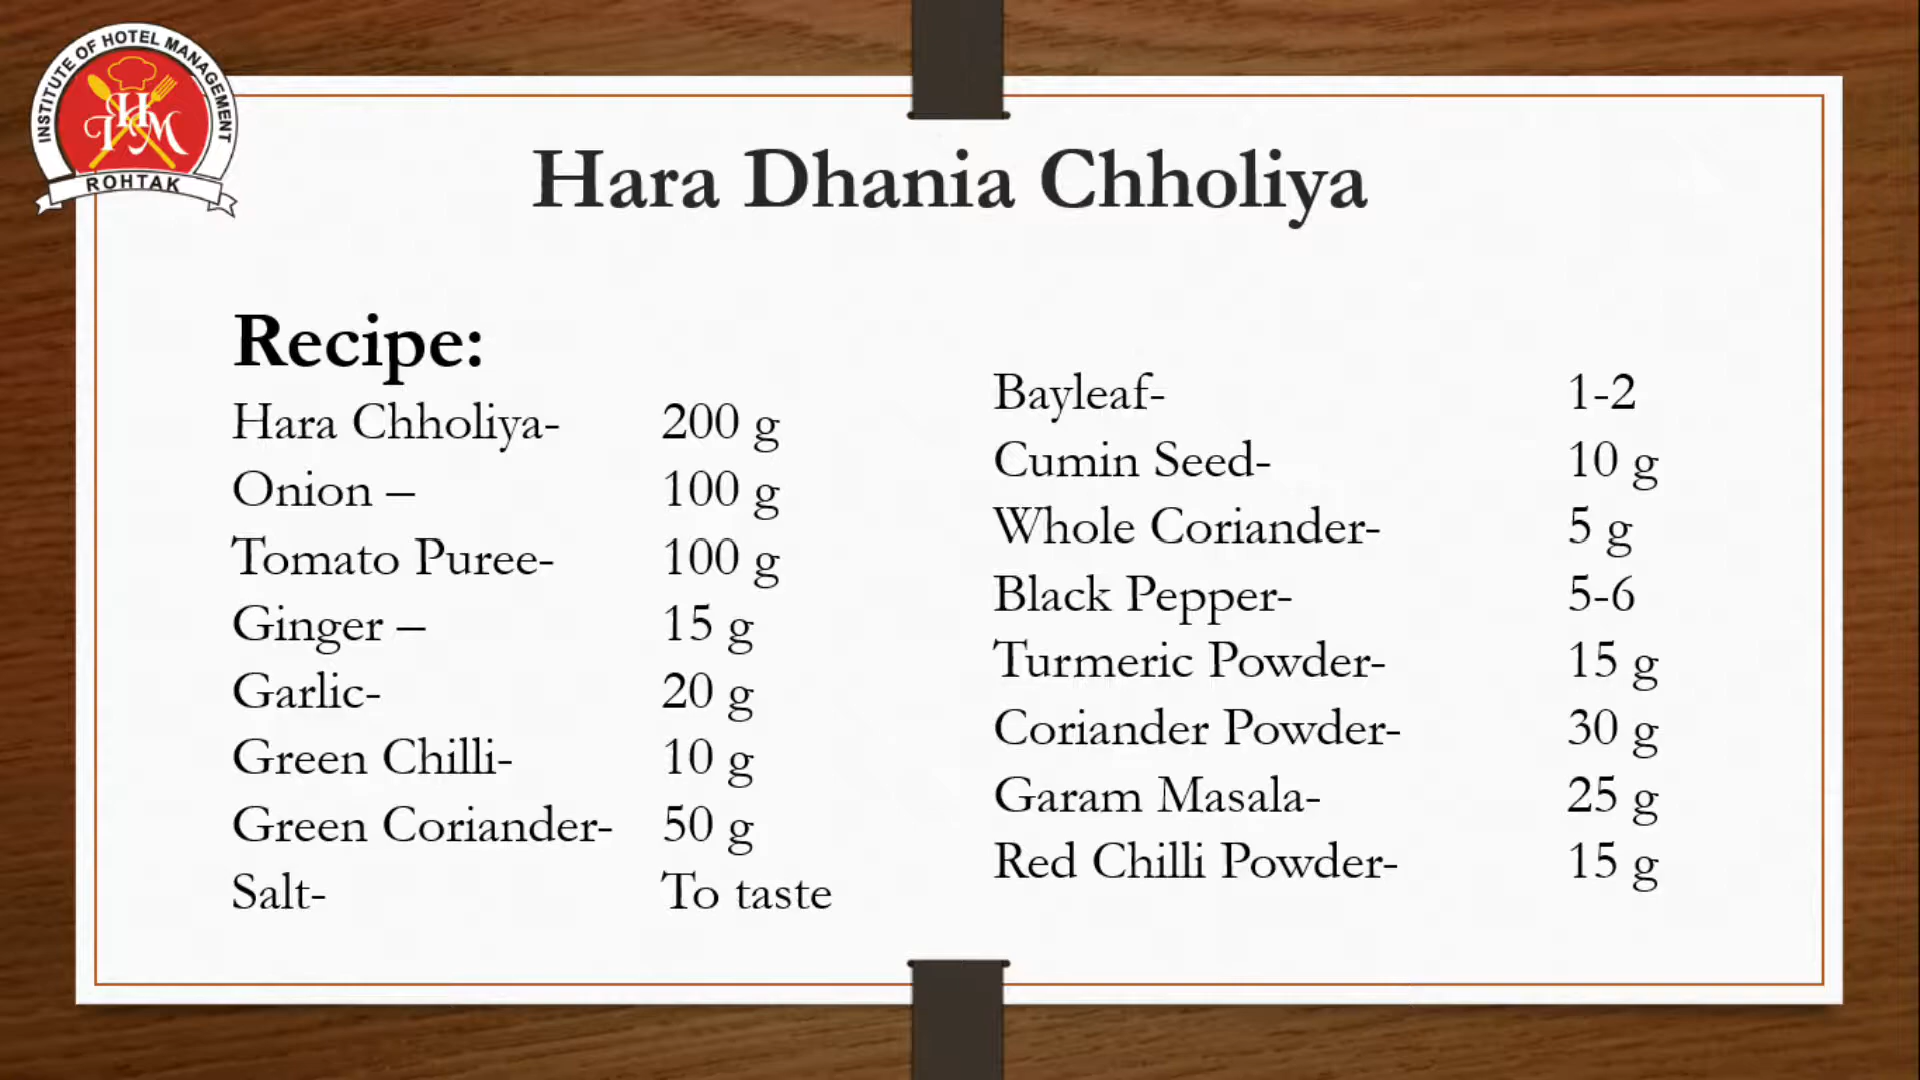 INSTITUTE OF HOTEL MANAGEMENT
IHM
ROHTAK
Hara Dhania Chholiya
Recipe:
Hara Chholiya- 200 g
Onion – 100 g
Tomato Puree- 100 g
Ginger – 15 g
Garlic- 20 g
Green Chilli- 10 g
Green Coriander- 50 g
Salt- To taste
Bayleaf- 1-2
Cumin Seed- 10 g
Whole Coriander- 5 g
Black Pepper- 5-6
Turmeric Powder- 15 g
Coriander Powder- 30 g
Garam Masala- 25 g
Red Chilli Powder- 15 g